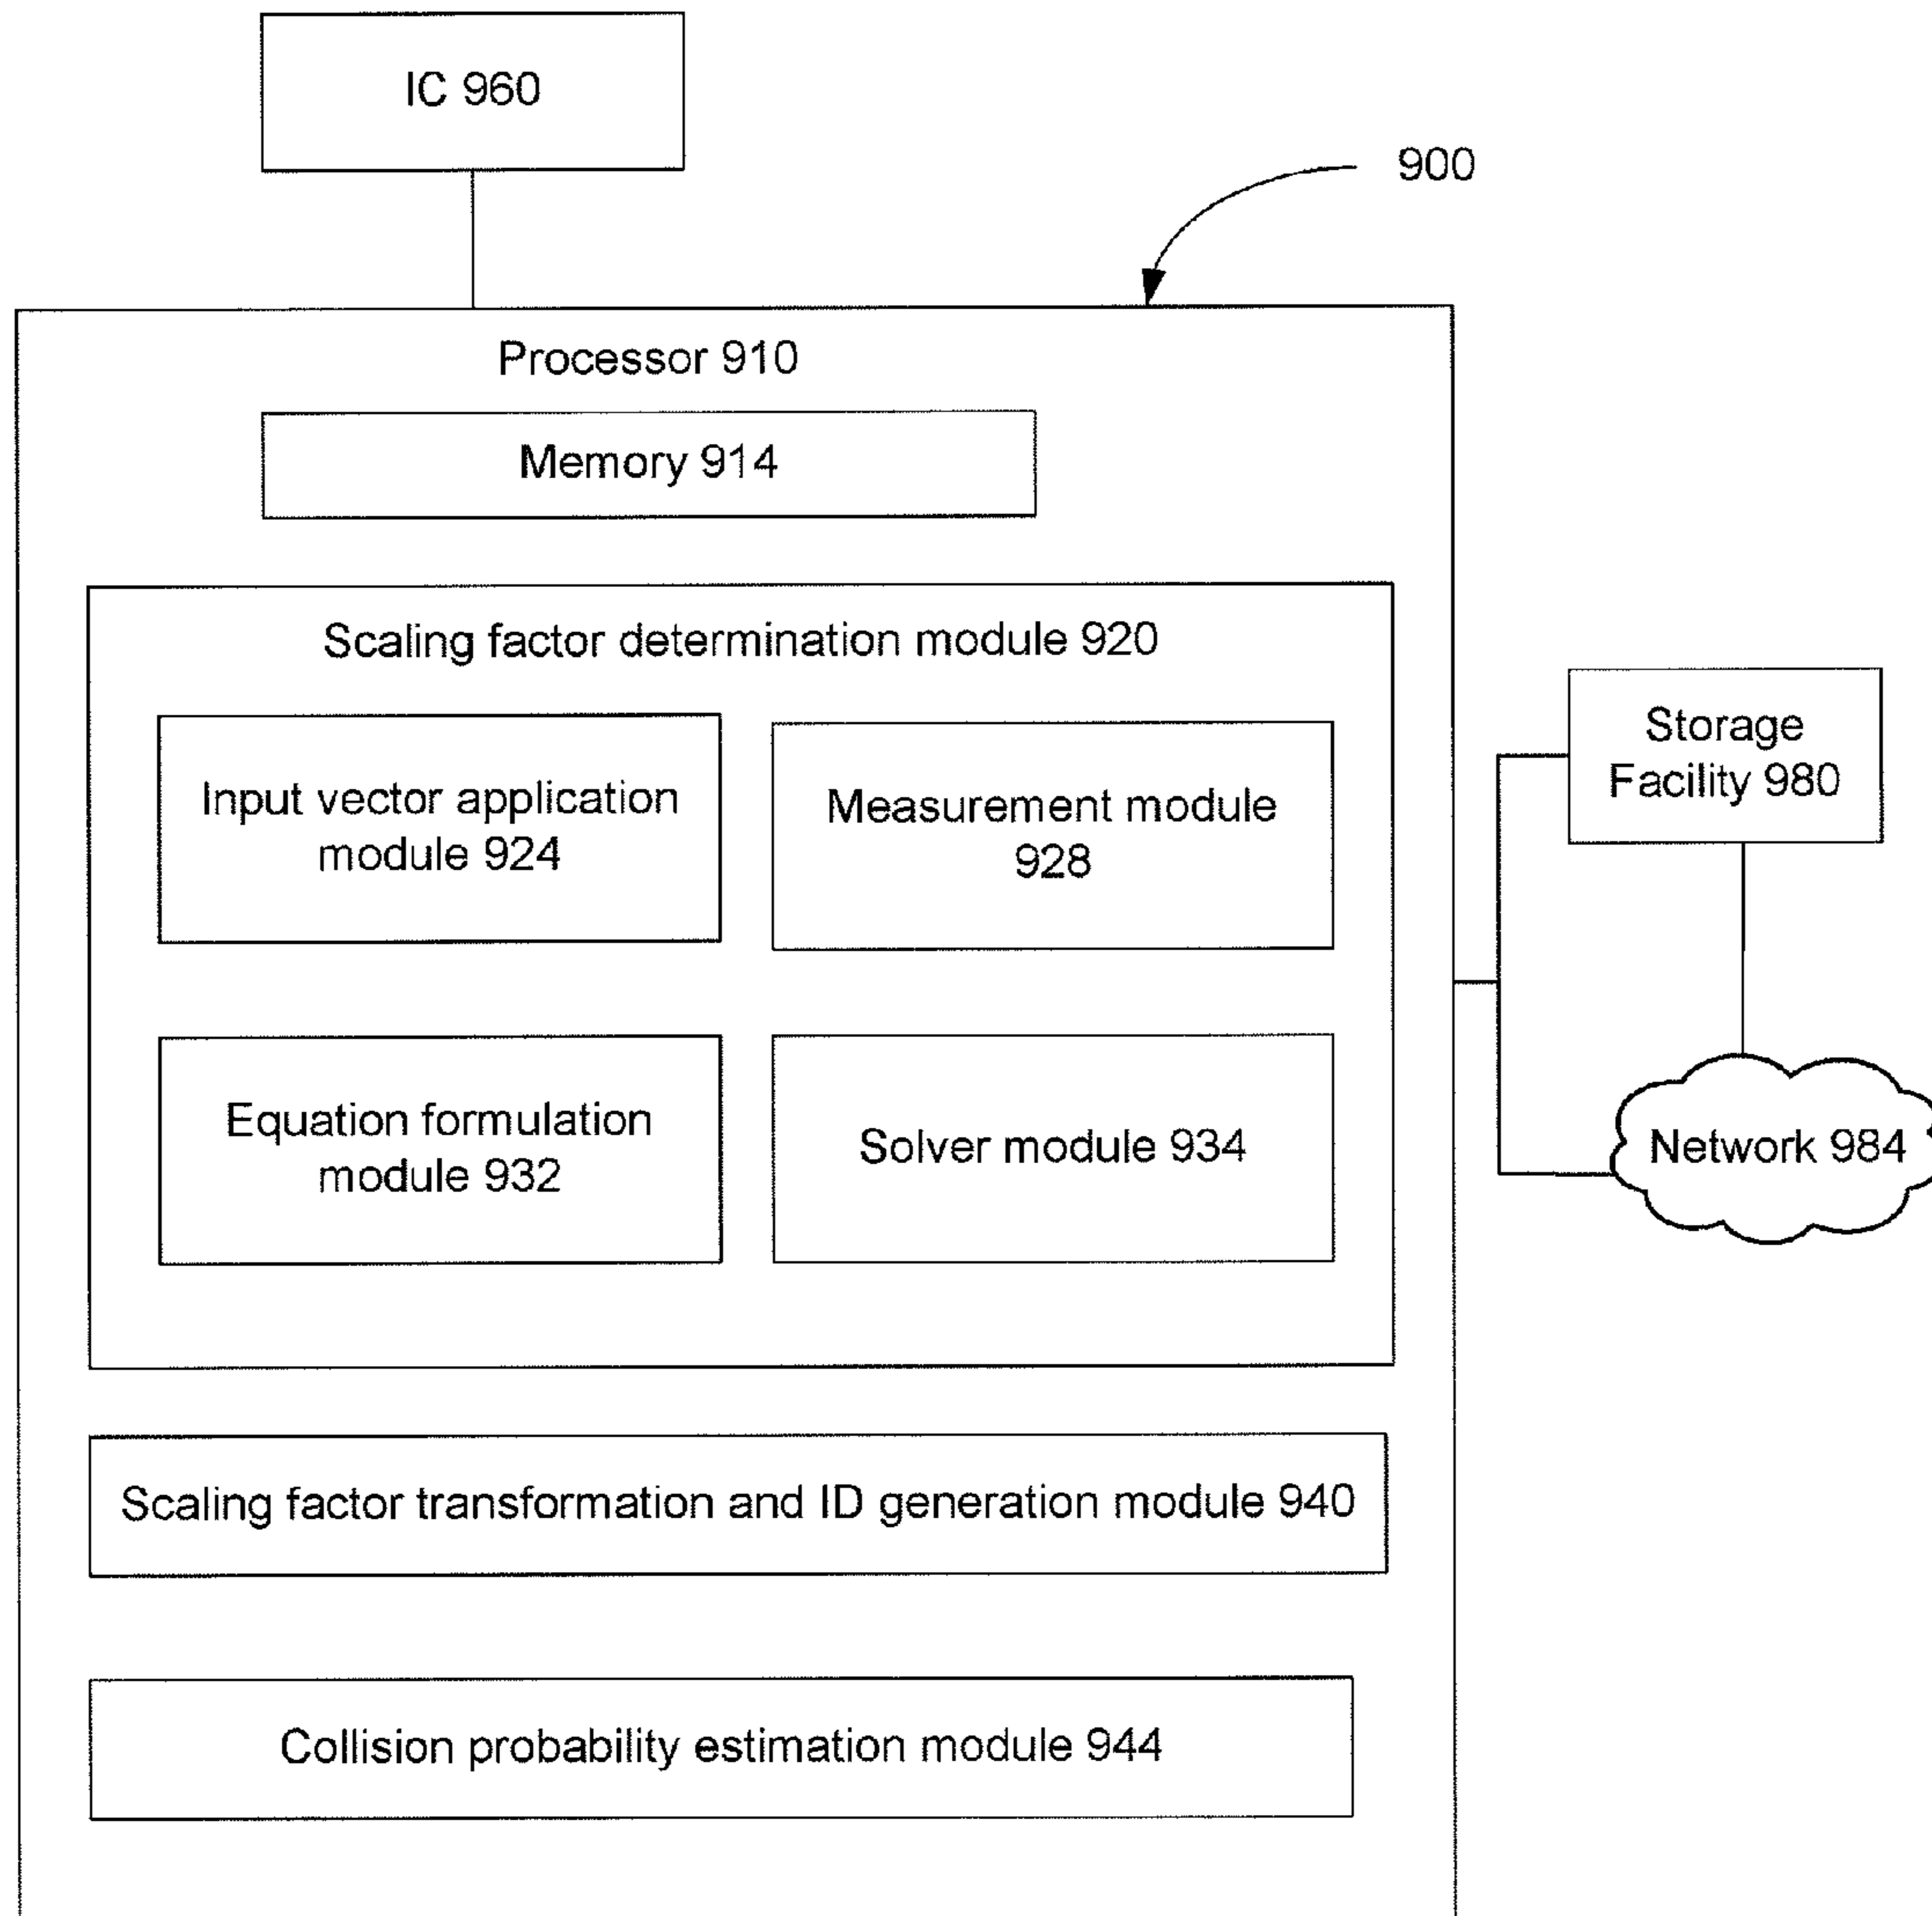 IC 960
900
Processor 910
Memory 914
Scaling factor determination module 920
Input vector application
module 924
Measurement module
928
Equation formulation
module 932
Solver module 934
Storage
Facility 980
Network 984
Scaling factor transformation and ID generation module 940
Collision probability estimation module 944